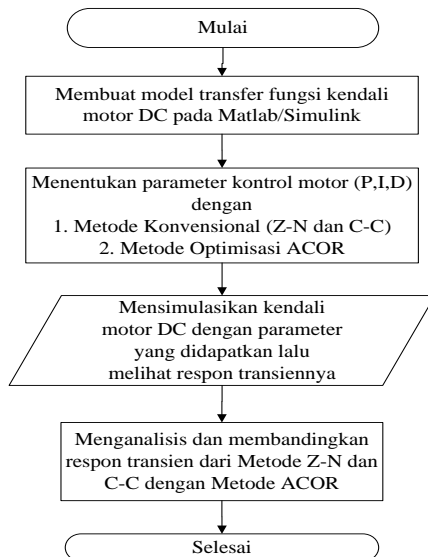 Mulai
Membuat model transfer fungsi kendali
motor DC pada Matlab/Simulink
Menentukan parameter kontrol motor (P,I,D)
dengan
1. Metode Konvensional (Z-N dan C-C)
2. Metode Optimisasi ACOR
Mensimulasikan kendali
motor DC dengan parameter
yang didapatkan lalu
melihat respon transiennya
Menganalisis dan membandingkan
respon transien dari Metode Z-N dan
C-C dengan Metode ACOR
Selesai